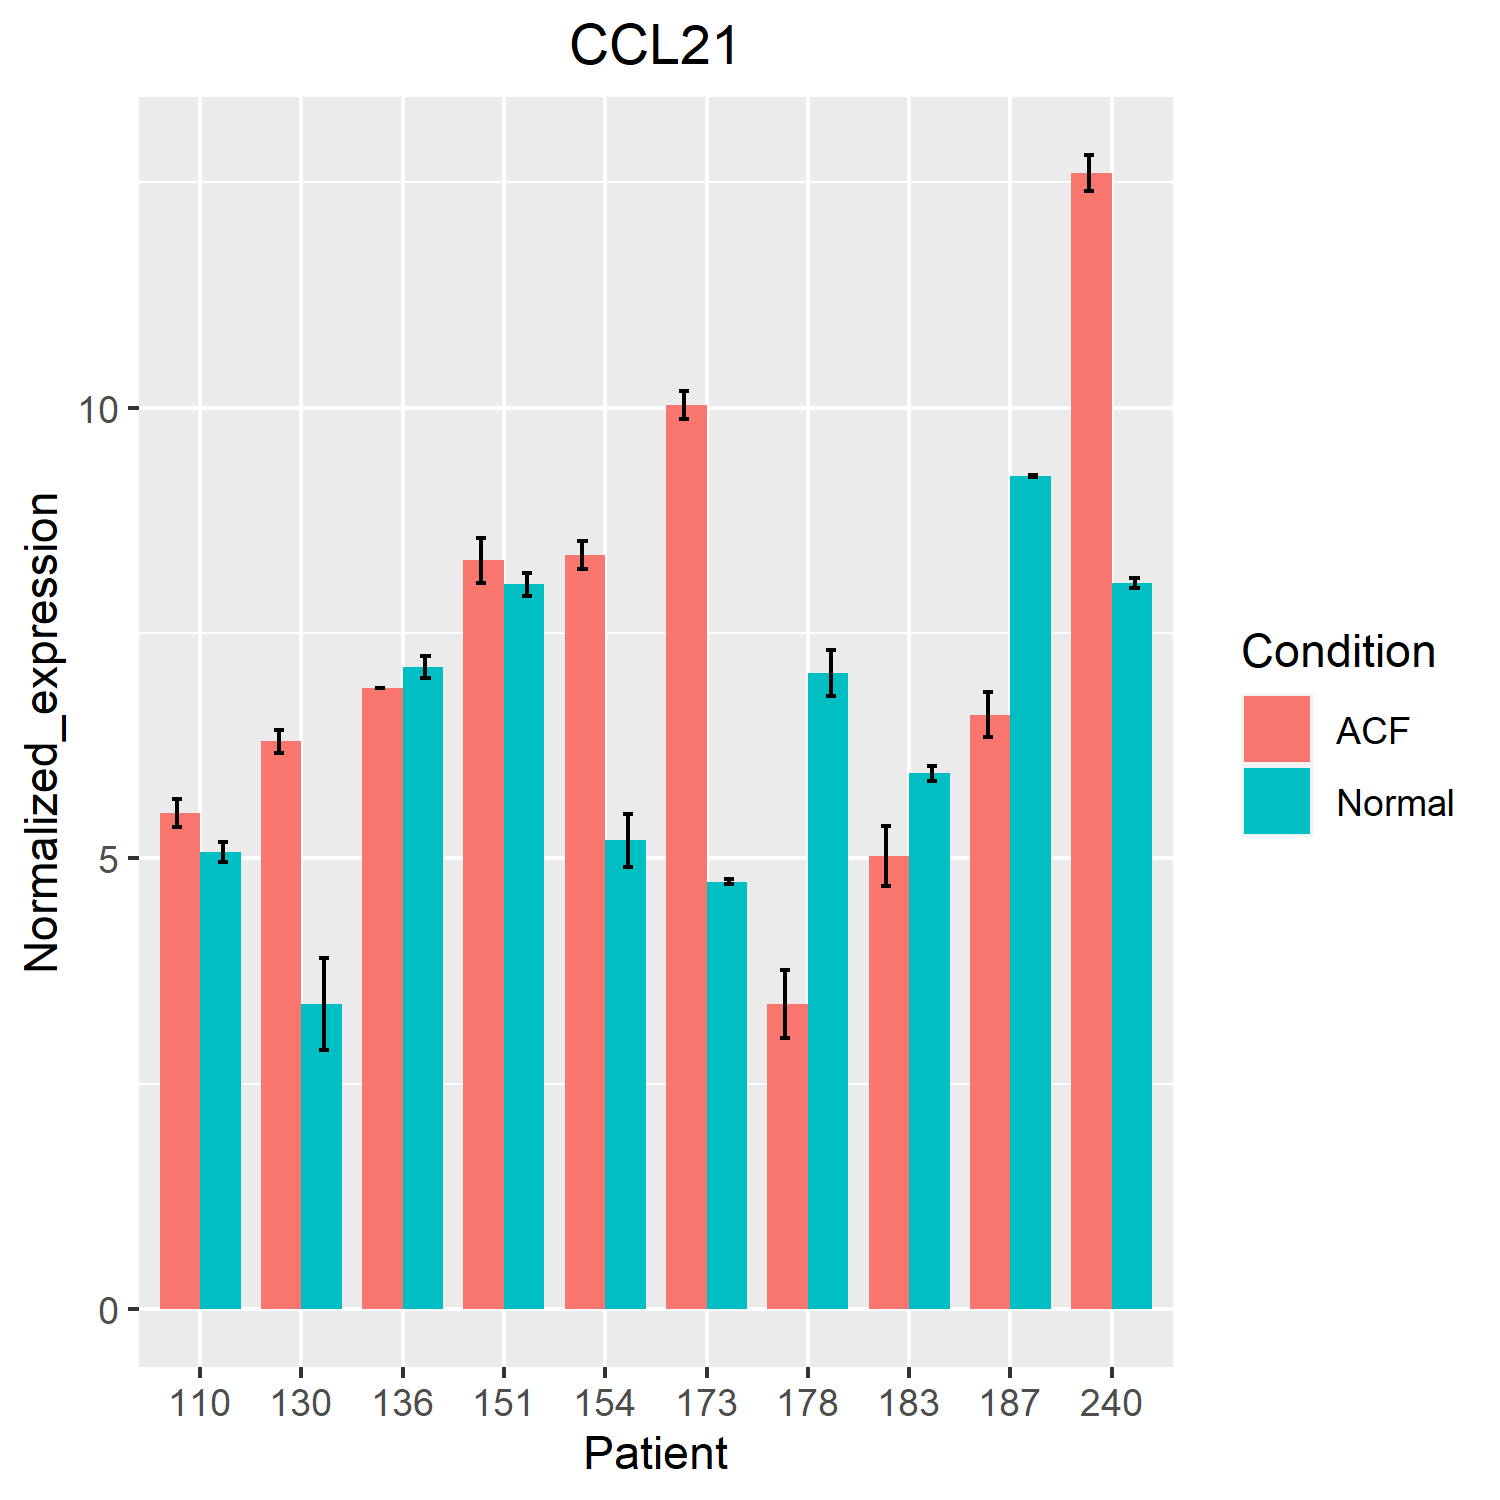 CCL21
Normalized_expression
10
5
0
110 130 136 151 154 173 178 183 187 240
Patient
Condition
ACF
Normal